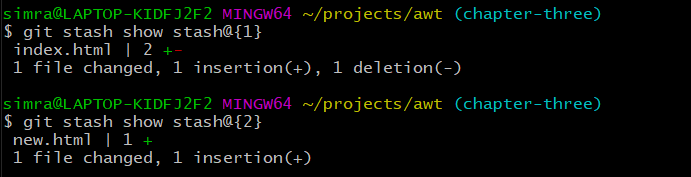 simra@LAPTOP-KIDFJ2F2 MINGW64 ~/projects/awt (chapter-three)
$ git stash show stash@{1}
 index.html | 2 +-
 1 file changed, 1 insertion(+), 1 deletion(-)

simra@LAPTOP-KIDFJ2F2 MINGW64 ~/projects/awt (chapter-three)
$ git stash show stash@{2}
 new.html | 1 +
 1 file changed, 1 insertion(+)